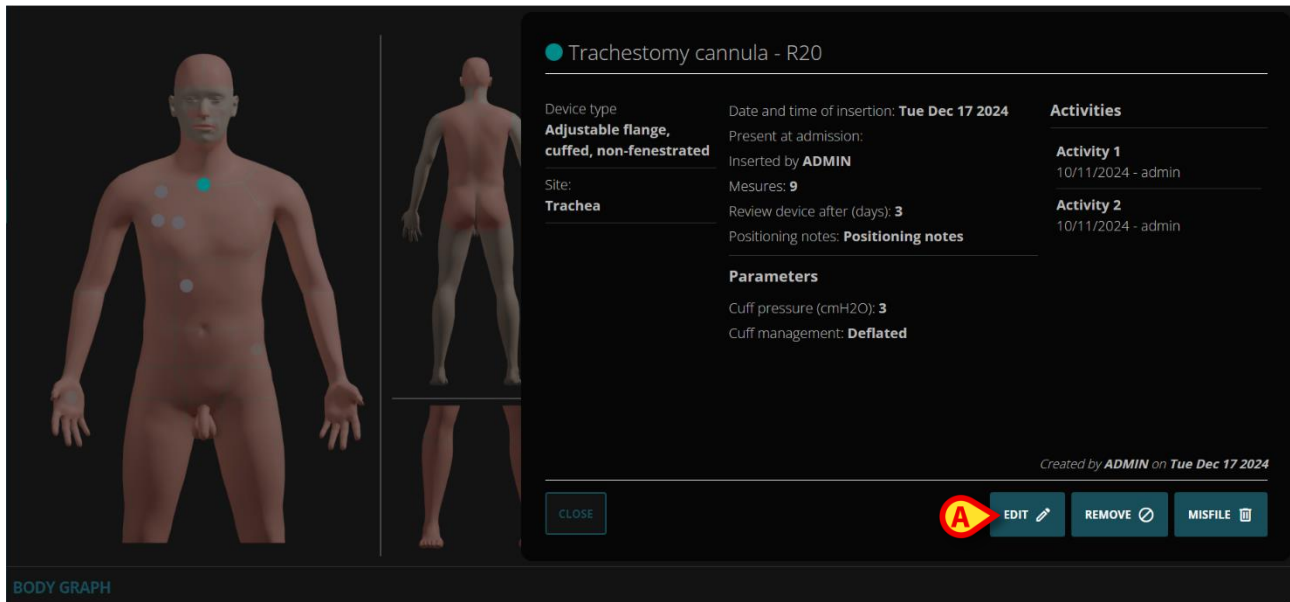 Trachestomy cannula - R20
Device type
Adjustable flange,
cuffed, non-fenestrated
Site:
Trachea
Date and time of insertion: Tue Dec 17 2024
Present at admission:
Inserted by ADMIN
Mesures: 9
Review device after (days): 3
Positioning notes: Positioning notes
Parameters
Cuff pressure (cmH2O): 3
Cuff management: Deflated
Activities
Activity 1
10/11/2024 - admin
Activity 2
10/11/2024 - admin
Created by ADMIN on Tue Dec 17 2024
CLOSE
A
EDIT
REMOVE
MISFILE
BODY GRAPH